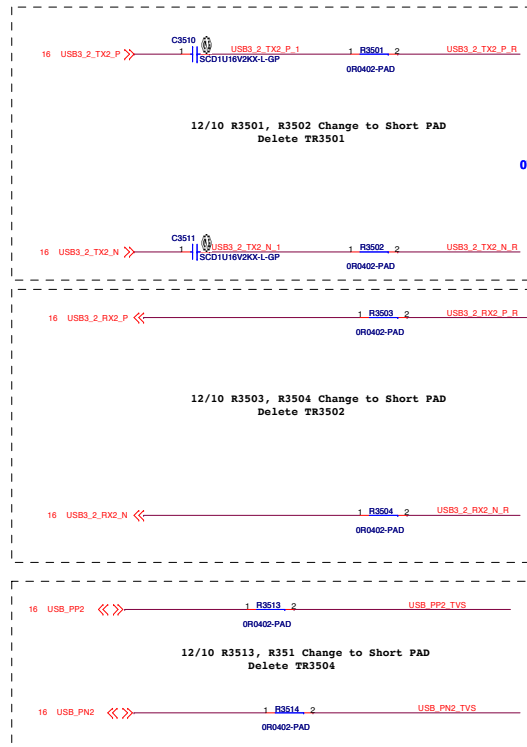 C3510
16 USB3_2_TX2_P 1 USB3_2_TX2_P_1 1 R3501 2 USB3_2_TX2_P_R
SCD1U16V2KX-L-GP
0R0402-PAD
12/10 R3501, R3502 Change to Short PAD
Delete TR3501
0
C3511
16 USB3_2_TX2_N 1 USB3_2_TX2_N_1 1 R3502 2 USB3_2_TX2_N_R
SCD1U16V2KX-L-GP
0R0402-PAD
16 USB3_2_RX2_P 1 R3503 2 USB3_2_RX2_P_R
0R0402-PAD
12/10 R3503, R3504 Change to Short PAD
Delete TR3502
16 USB3_2_RX2_N 1 R3504 2 USB3_2_RX2_N_R
0R0402-PAD
16 USB_PP2 1 R3513 2 USB_PP2_TVS
0R0402-PAD
12/10 R3513, R351 Change to Short PAD
Delete TR3504
16 USB_PN2 1 R3514 2 USB_PN2_TVS
0R0402-PAD